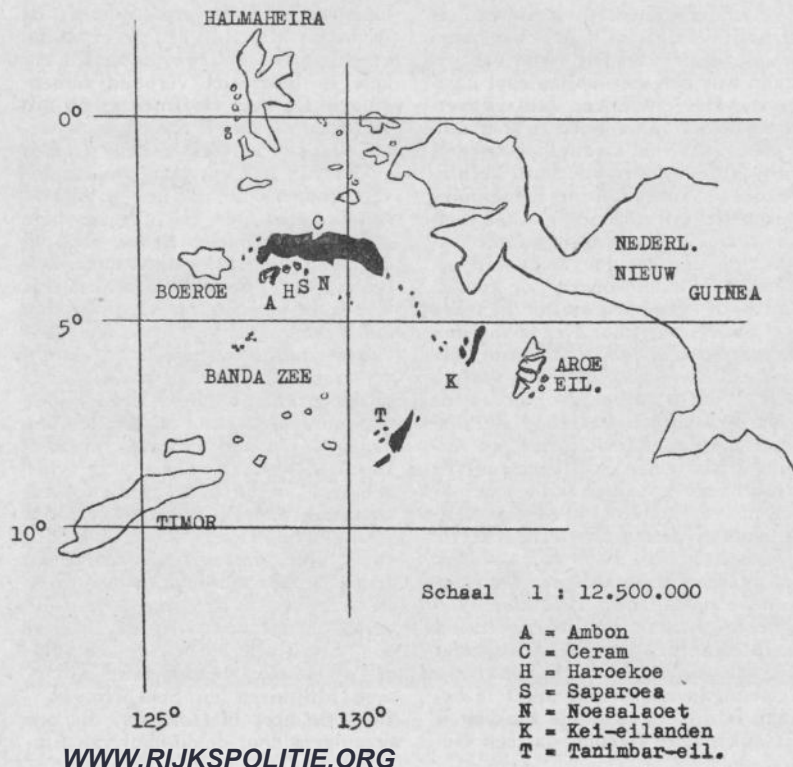 HALMAHEIRA
0°
C
NEDERL.
NIEUW
GUINEA
BOEROE
A H S N
5°
BANDA ZEE
K
AROE
EIL.
T
TIMOR
10°
Schaal 1 : 12.500.000
A = Ambon
C = Ceram
H = Haroekoe
S = Saparoea
N = Noesalaoet
K = Kei-eilanden
T = Tanimbar-eil.
125° 130°
WWW.RIJKSPOLITIE.ORG